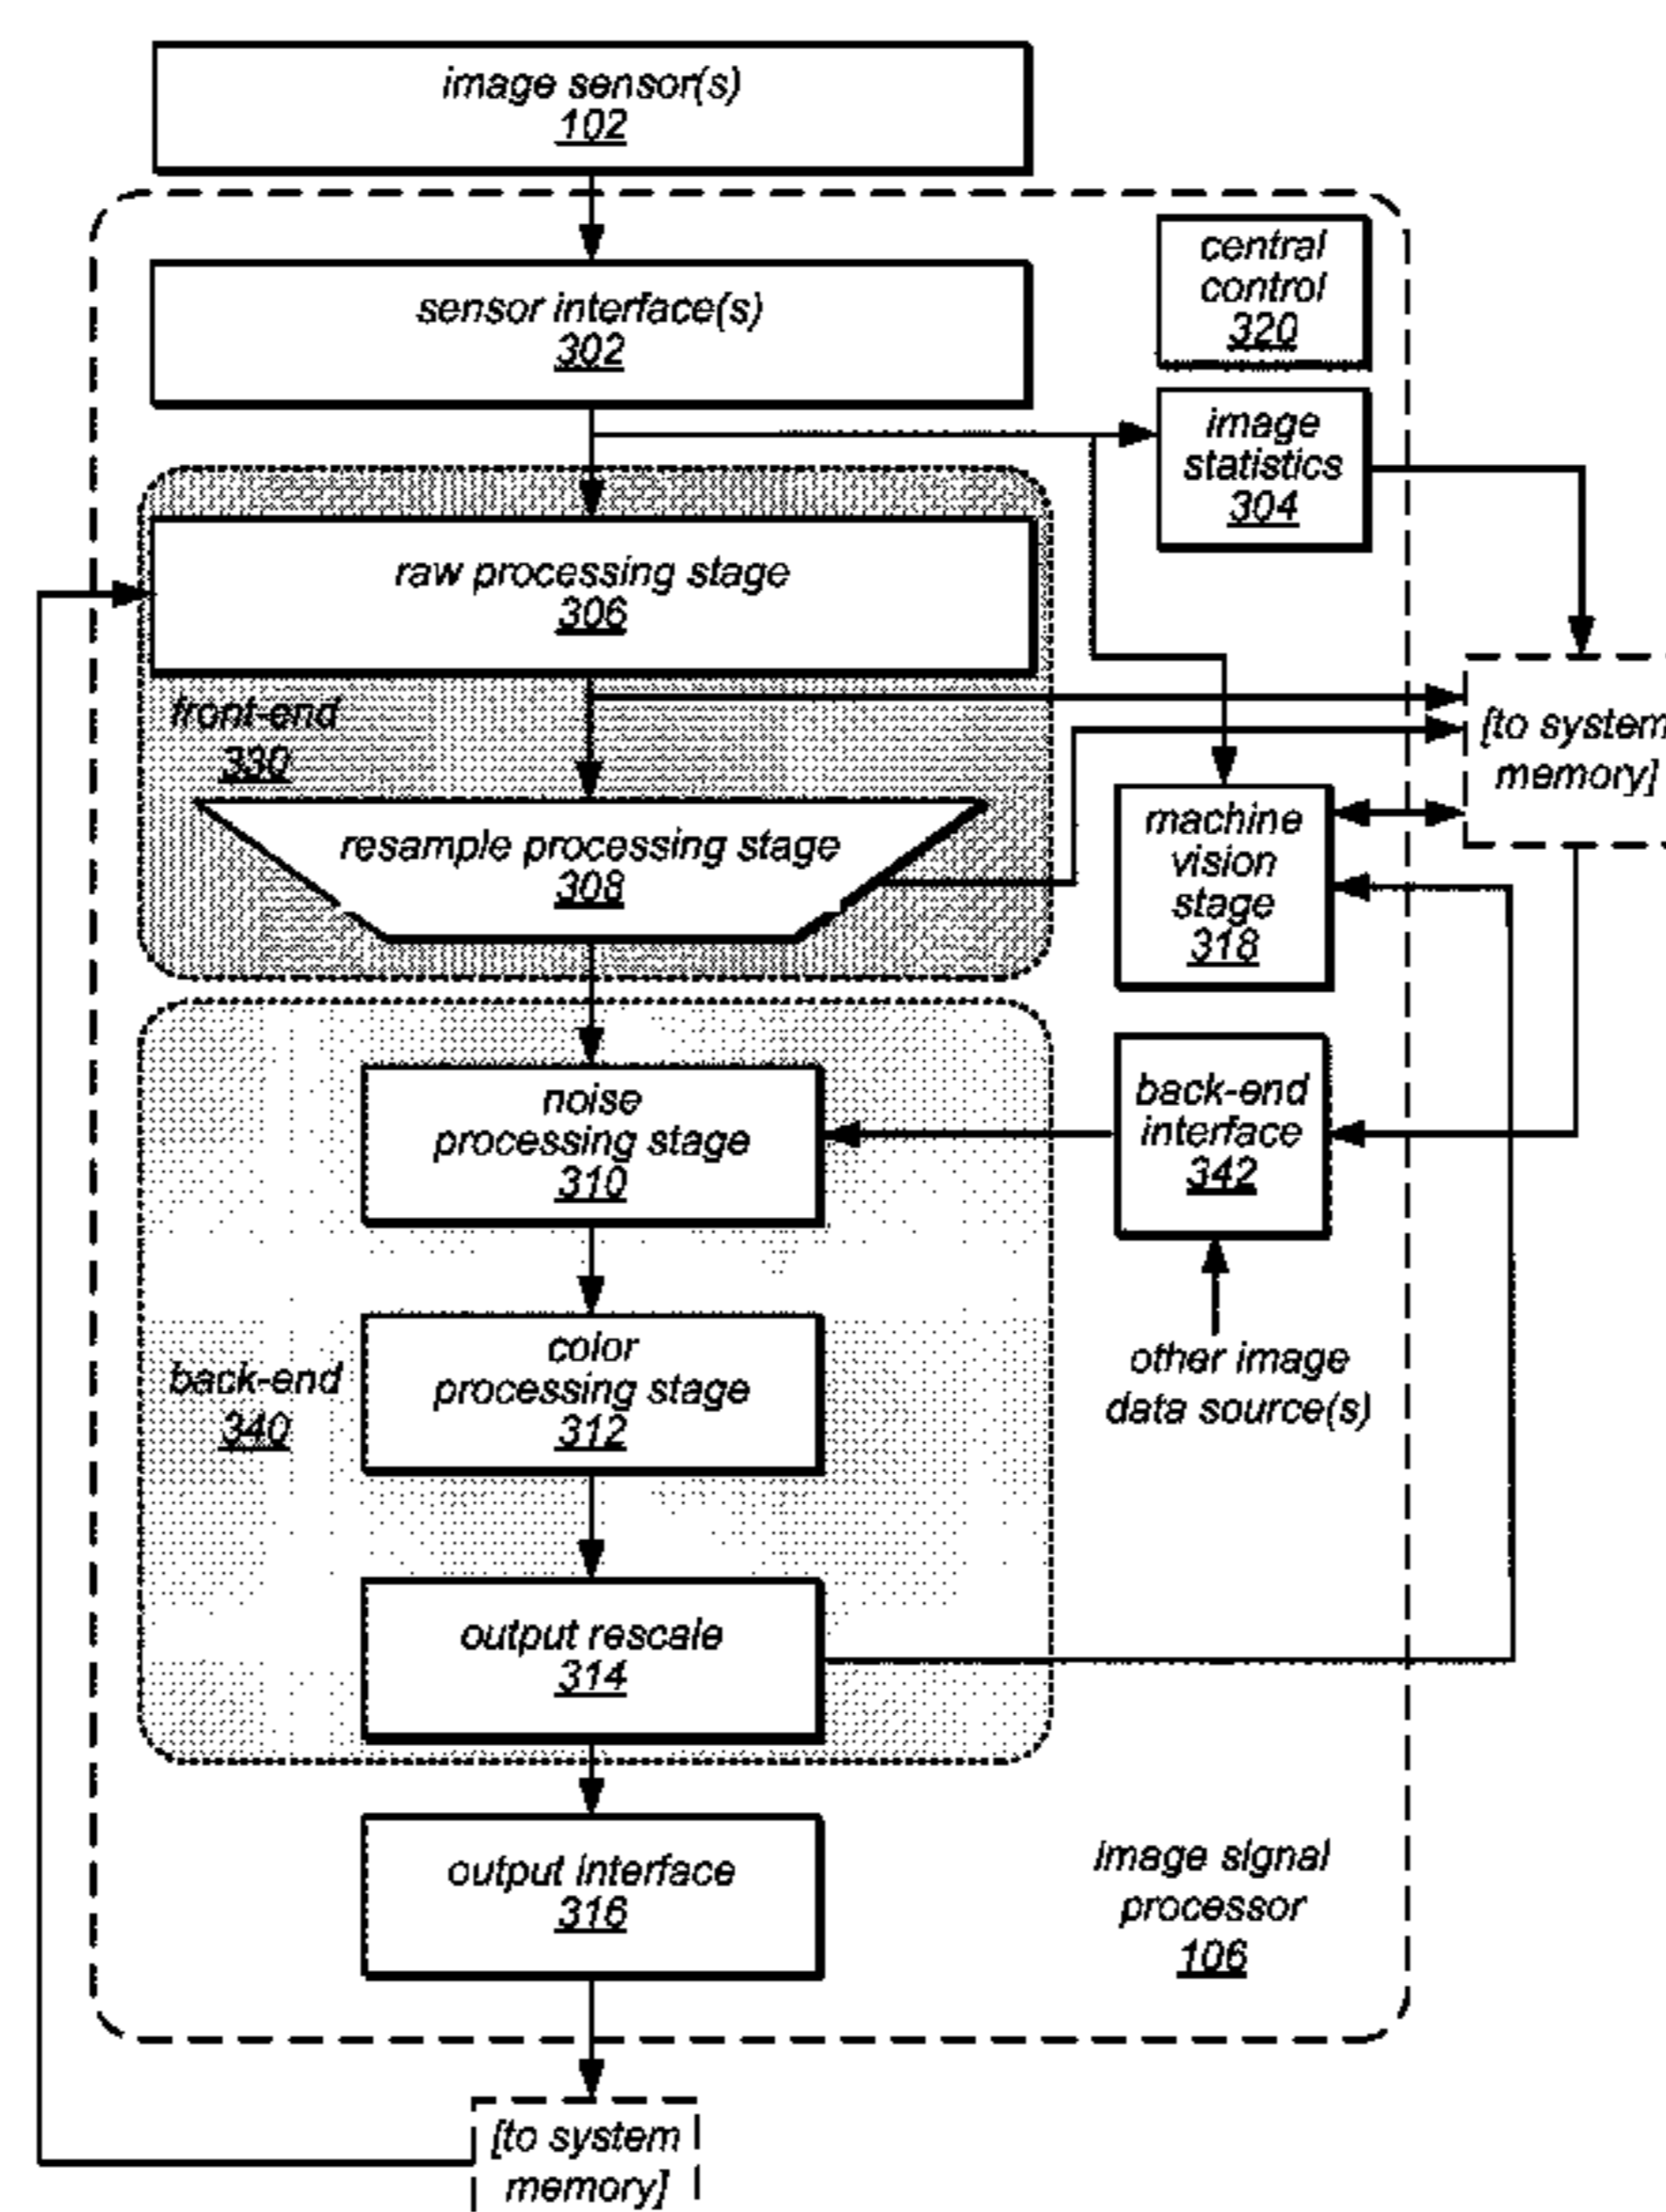 image sensor(s)
102
sensor interface(s)
302
central
control
320
image
statistics
304
raw processing stage
306
front-end
330
[to system
memory]
resample processing stage
308
machine
vision
stage
318
noise
processing stage
310
back-end
interface
342
other image
data source(s)
color
processing stage
312
back-end
340
output rescale
314
output interface
316
image signal
processor
106
[to system
memory]